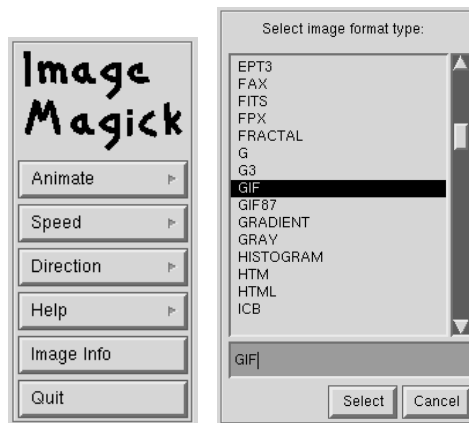 Image
Magick
Animate
Speed
Direction
Help
Image Info
Quit
Select image format type:
EPT3
FAX
FITS
FPX
FRACTAL
G
G3
GIF
GIF87
GRADIENT
GRAY
HISTOGRAM
HTM
HTML
ICB
GIF
Select
Cancel